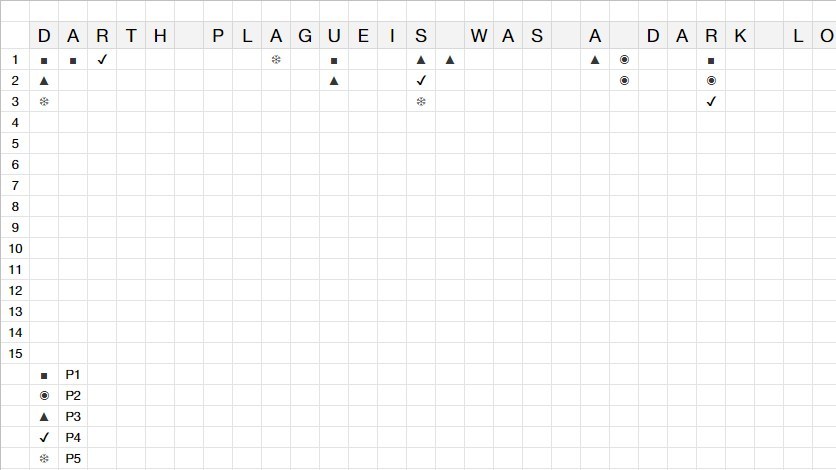 D A R T H   P L A G U E I S   W A S   A   D A R K   L O
1 ▪ ▪ ✓ ❄ ▪ ▲ ▲ ▲ ◉ ▪
2 ▲ ▲ ✓ ◉ ◉
3 ❄ ❄ ✓
4
5
6
7
8
9
10
11
12
13
14
15
▪ P1
◉ P2
▲ P3
✓ P4
❄ P5